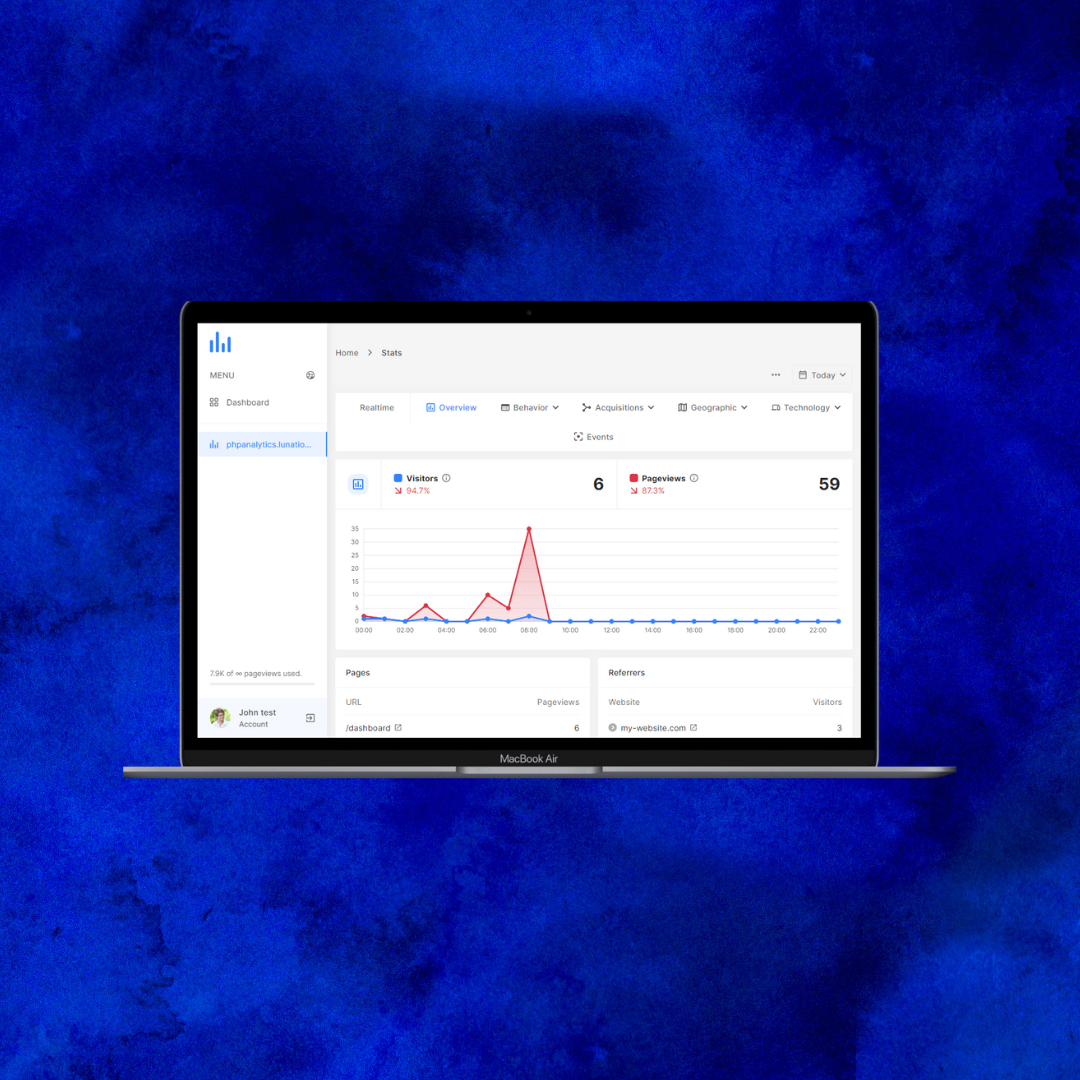 Home > Stats
MENU
Today
Dashboard
Realtime Overview Behavior Acquisitions Geographic Technology
Events
phpanalytics.lunatio...
Visitors 6
94.7%
Pageviews 59
87.3%
35
30
25
20
15
10
5
0
00:00 02:00 04:00 06:00 08:00 10:00 12:00 14:00 16:00 18:00 20:00 22:00
7.9K of ∞ pageviews used.
John test
Account
Pages
URL Pageviews
/dashboard 6
Referrers
Website Visitors
my-website.com 3
MacBook Air